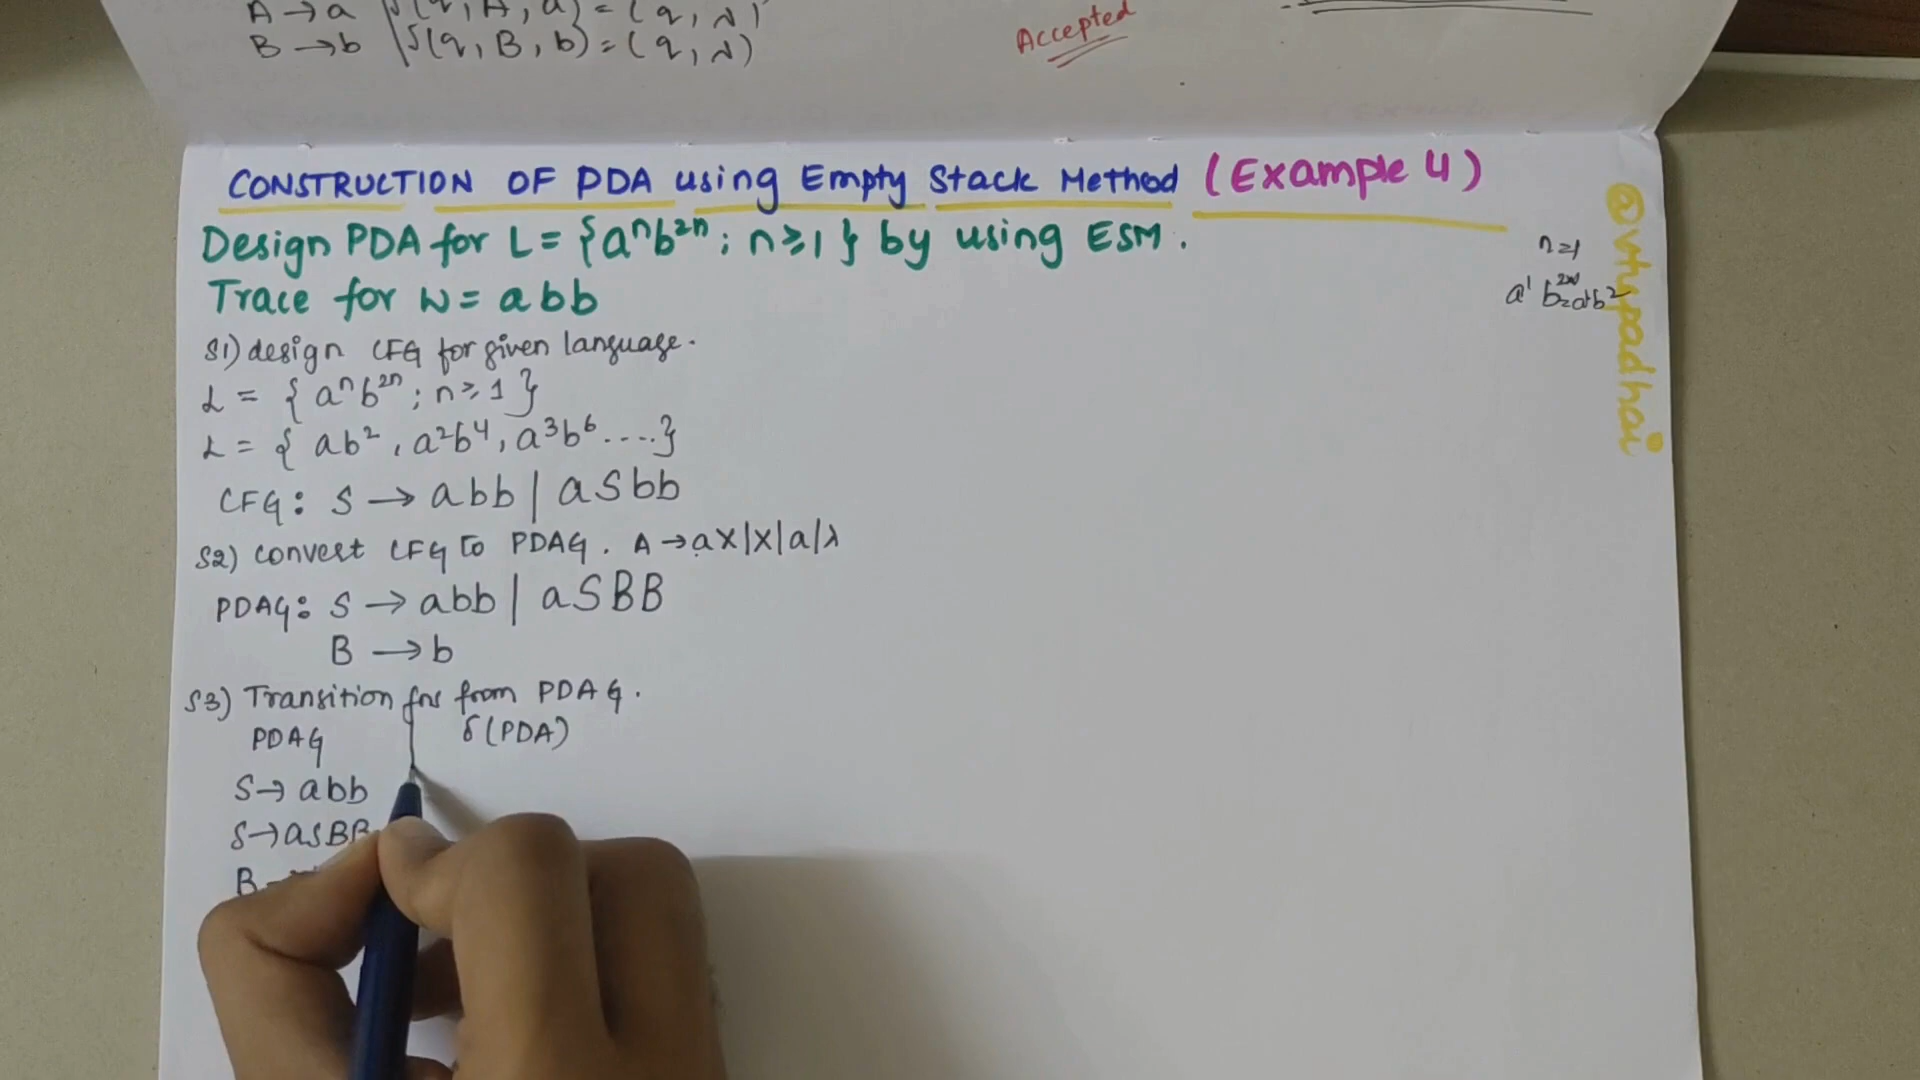 A → a
B → b | δ(q, B, b) = (q, λ)
Accepted
CONSTRUCTION OF PDA using Empty Stack Method (Example 4)
Design PDA for L = {aⁿb²ⁿ ; n ≥ 1} by using ESM.
Trace for w = abb
n=1
@vtupadhai
S1) design CFG for given language.
L = { aⁿb²ⁿ ; n ≥ 1 }
L = { ab², a²b⁴, a³b⁶ ....}
CFG: S → abb | aSbb
S2) Convert CFG to PDAG. A → aX|X|a|λ
PDAG: S → abb | aSBB
B → b
S3) Transition fns from PDAG.
PDAG | δ(PDA)
S → abb
S → aSBB
B